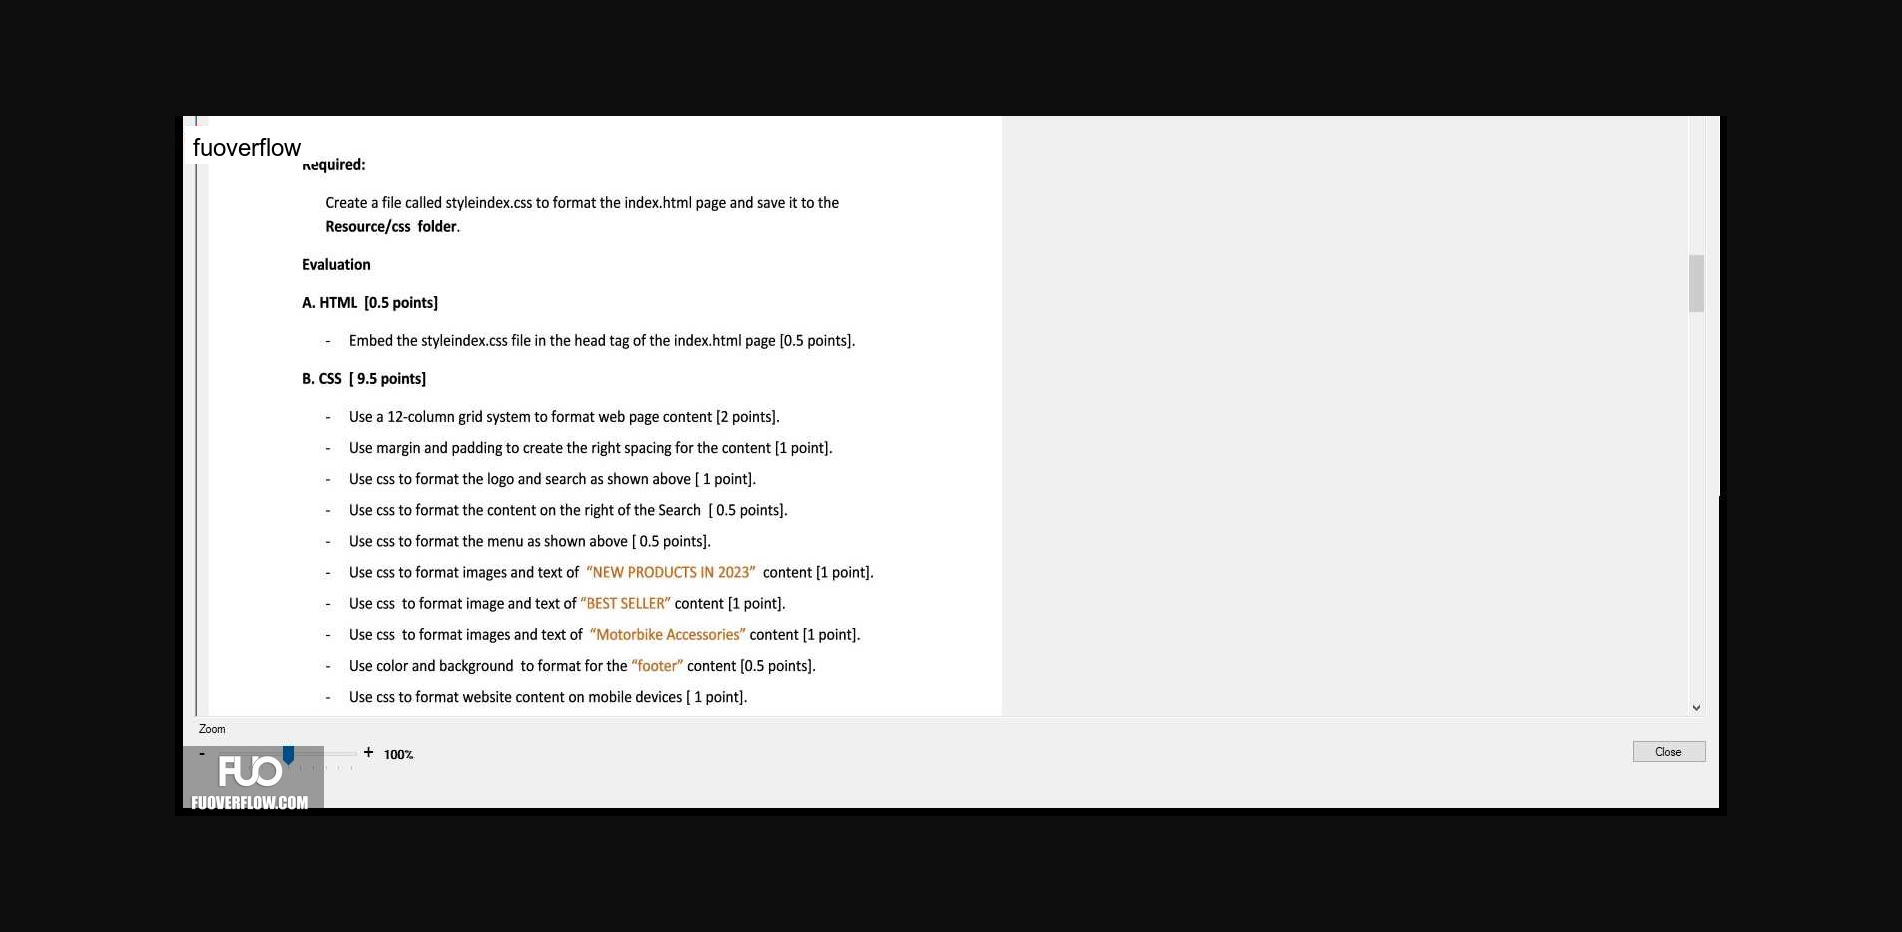 fuoverflow
Required:
Create a file called styleindex.css to format the index.html page and save it to the
Resource/css folder.
Evaluation
A. HTML [0.5 points]
- Embed the styleindex.css file in the head tag of the index.html page [0.5 points].
B. CSS [ 9.5 points]
- Use a 12-column grid system to format web page content [2 points].
- Use margin and padding to create the right spacing for the content [1 point].
- Use css to format the logo and search as shown above [ 1 point].
- Use css to format the content on the right of the Search [ 0.5 points].
- Use css to format the menu as shown above [ 0.5 points].
- Use css to format images and text of “NEW PRODUCTS IN 2023” content [1 point].
- Use css to format image and text of “BEST SELLER” content [1 point].
- Use css to format images and text of “Motorbike Accessories” content [1 point].
- Use color and background to format for the “footer” content [0.5 points].
- Use css to format website content on mobile devices [ 1 point].
Zoom
- + 100%
Close
FUO
FUOVERFLOW.COM